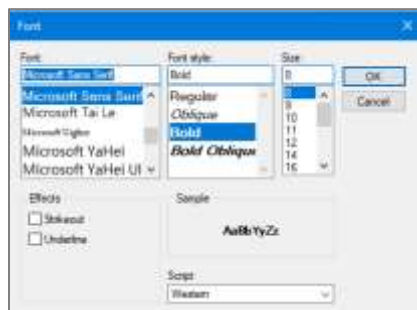 Font
Font:
Microsoft Sans Serif
Microsoft Sans Serif
Microsoft Tai Le
Microsoft YaHei
Microsoft YaHei UI
Font style:
Bold
Regular
Oblique
Bold
Bold Oblique
Size:
8
8
9
10
11
12
14
16
OK
Cancel
Effects
Strikeout
Underline
Sample
AaBbYyZz
Script:
Western